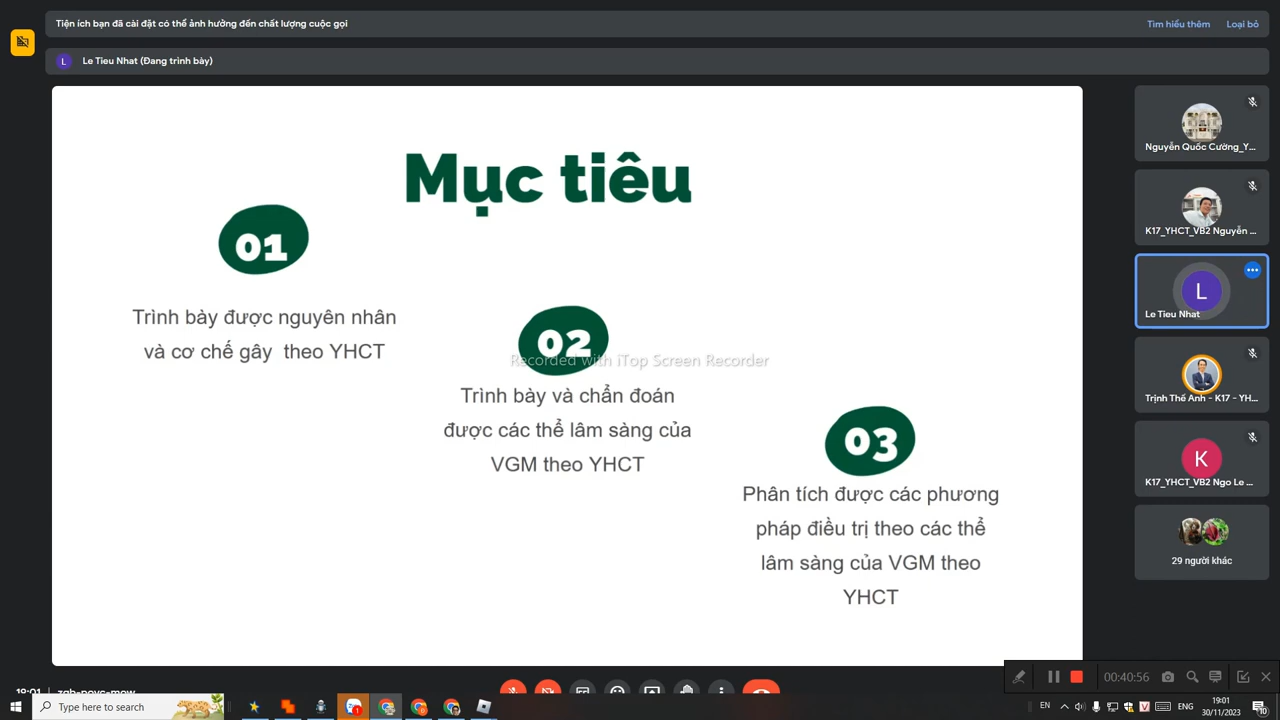 Tiện ích bạn đã cài đặt có thể ảnh hưởng đến chất lượng cuộc gọi
Tìm hiểu thêm
Loại bỏ
L
Le Tieu Nhat (Đang trình bày)
Mục tiêu
01
Trình bày được nguyên nhân
và cơ chế gây theo YHCT
02
Recorded with iTop Screen Recorder
Trình bày và chẩn đoán
được các thể lâm sàng của
VGM theo YHCT
03
Phân tích được các phương
pháp điều trị theo các thể
lâm sàng của VGM theo
YHCT
Nguyễn Quốc Cường_Y...
K17_YHCT_VB2 Nguyễn ...
L
Le Tieu Nhat
Trịnh Thế Anh - K17 - YH...
K
K17_YHCT_VB2 Ngo Le ...
29 người khác
19:01
zgb-poyc-mow
00:40:56
Type here to search
EN
ENG
19:01
30/11/2023